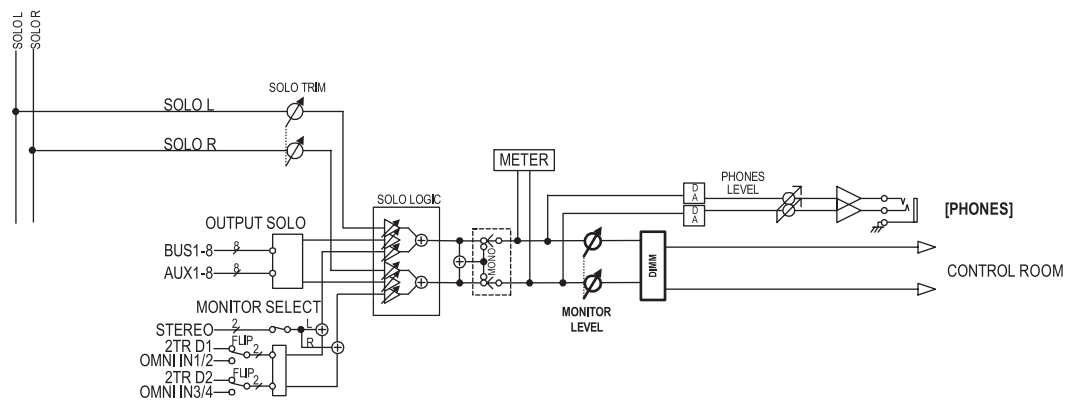 SOLO L
SOLO R
SOLO TRIM
SOLO L
SOLO R
METER
SOLO LOGIC
D
A
D
A
PHONES
LEVEL
[PHONES]
OUTPUT SOLO
BUS1-8
8
AUX1-8
8
MONO
DIMM
CONTROL ROOM
MONITOR SELECT
MONITOR
LEVEL
STEREO
2
L
R
2TR D1
FLIP
2
OMNI IN1/2
2TR D2
FLIP
2
OMNI IN3/4